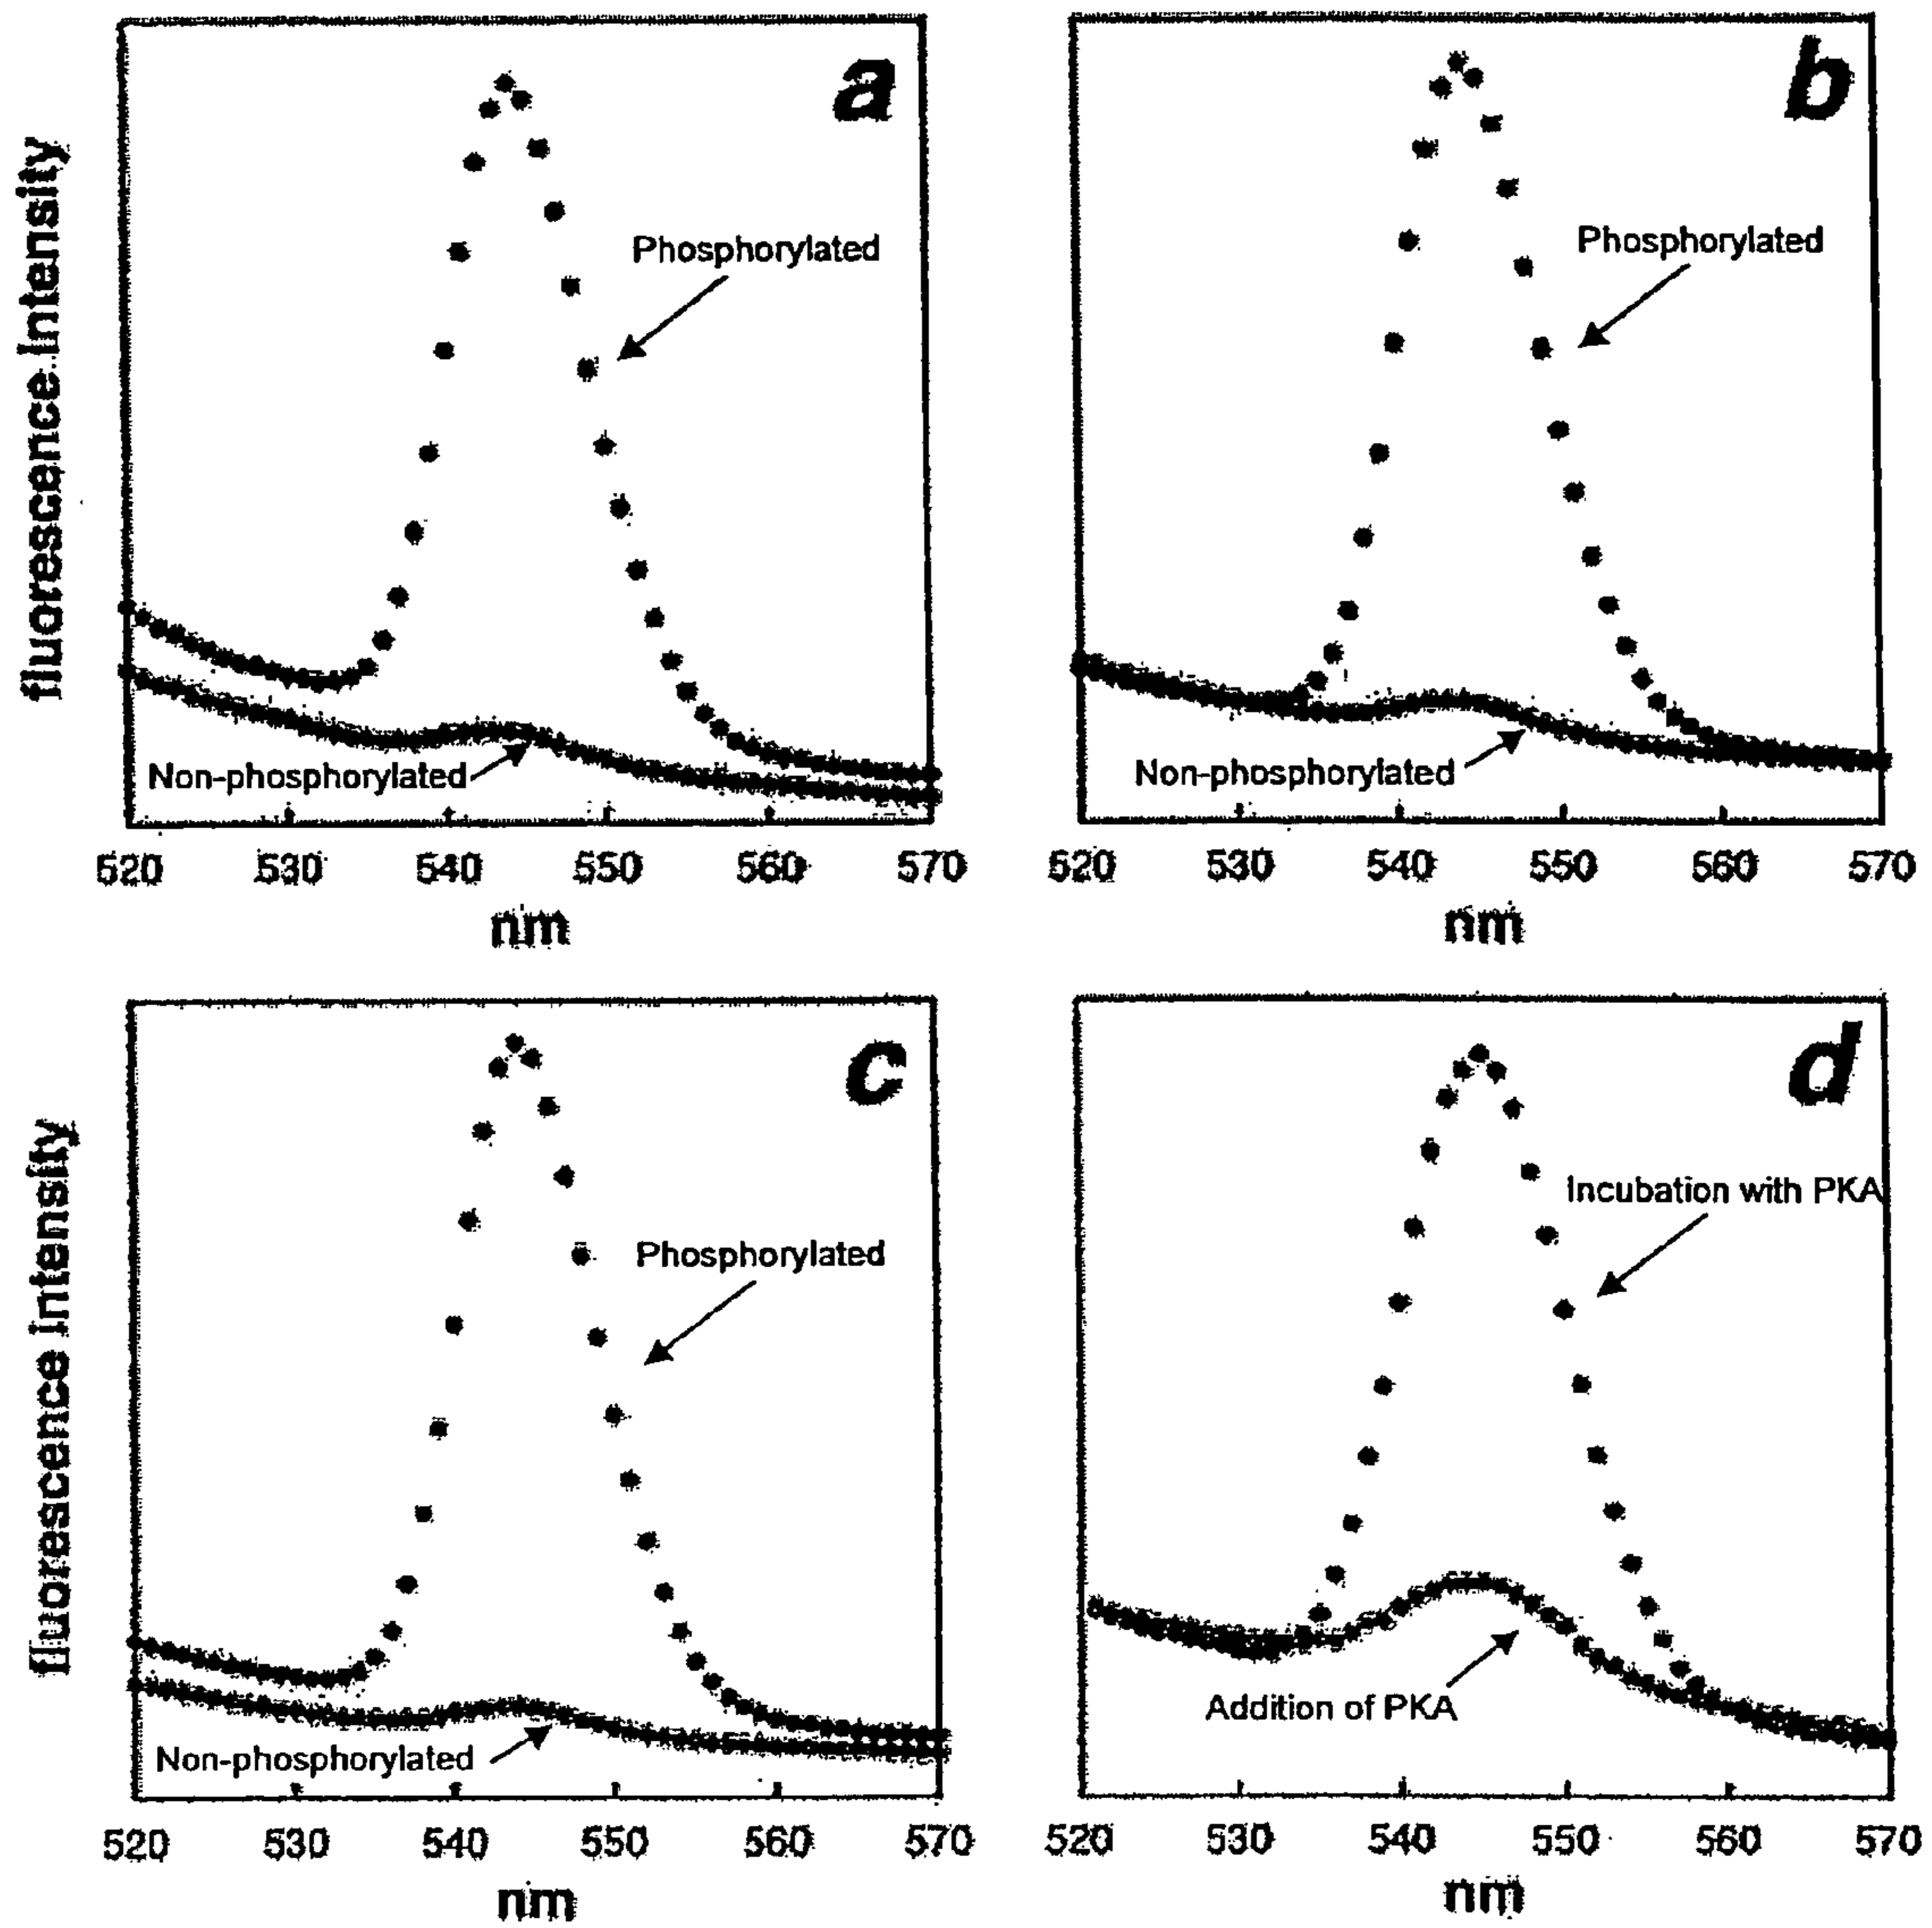 a
fluorescence Intensity
Phosphorylated
Non-phosphorylated
520 530 540 550 560 570
nm
b
Phosphorylated
Non-phosphorylated
520 530 540 550 560 570
nm
c
fluorescence Intensity
Phosphorylated
Non-phosphorylated
520 530 540 550 560 570
nm
d
Incubation with PKA
Addition of PKA
520 530 540 550 560 570
nm